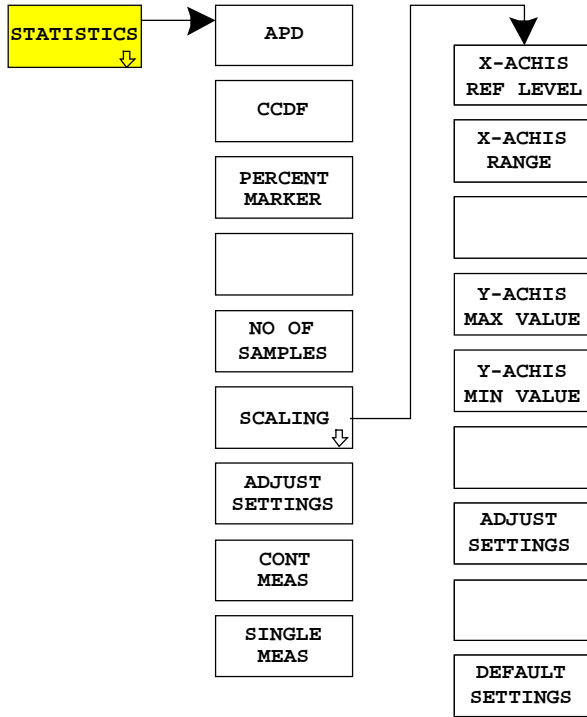 STATISTICS
APD
CCDF
PERCENT
MARKER
NO OF
SAMPLES
SCALING
ADJUST
SETTINGS
CONT
MEAS
SINGLE
MEAS
X-ACHIS
REF LEVEL
X-ACHIS
RANGE
Y-ACHIS
MAX VALUE
Y-ACHIS
MIN VALUE
ADJUST
SETTINGS
DEFAULT
SETTINGS